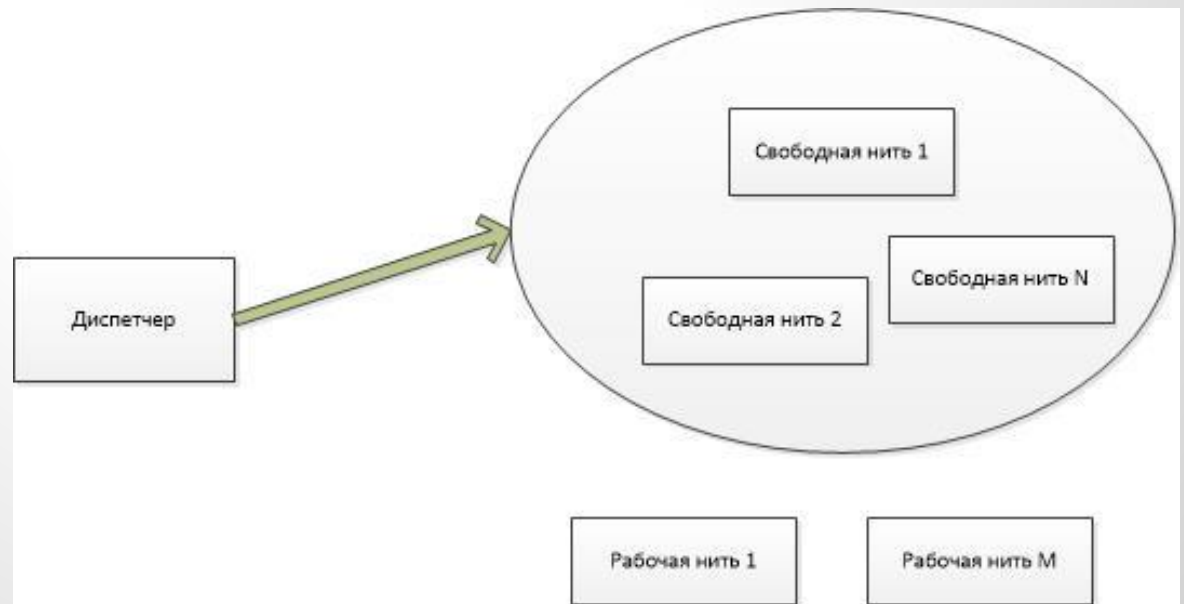 Свободная нить 1
Свободная нить N
Диспетчер
Свободная нить 2
Рабочая нить 1
Рабочая нить M